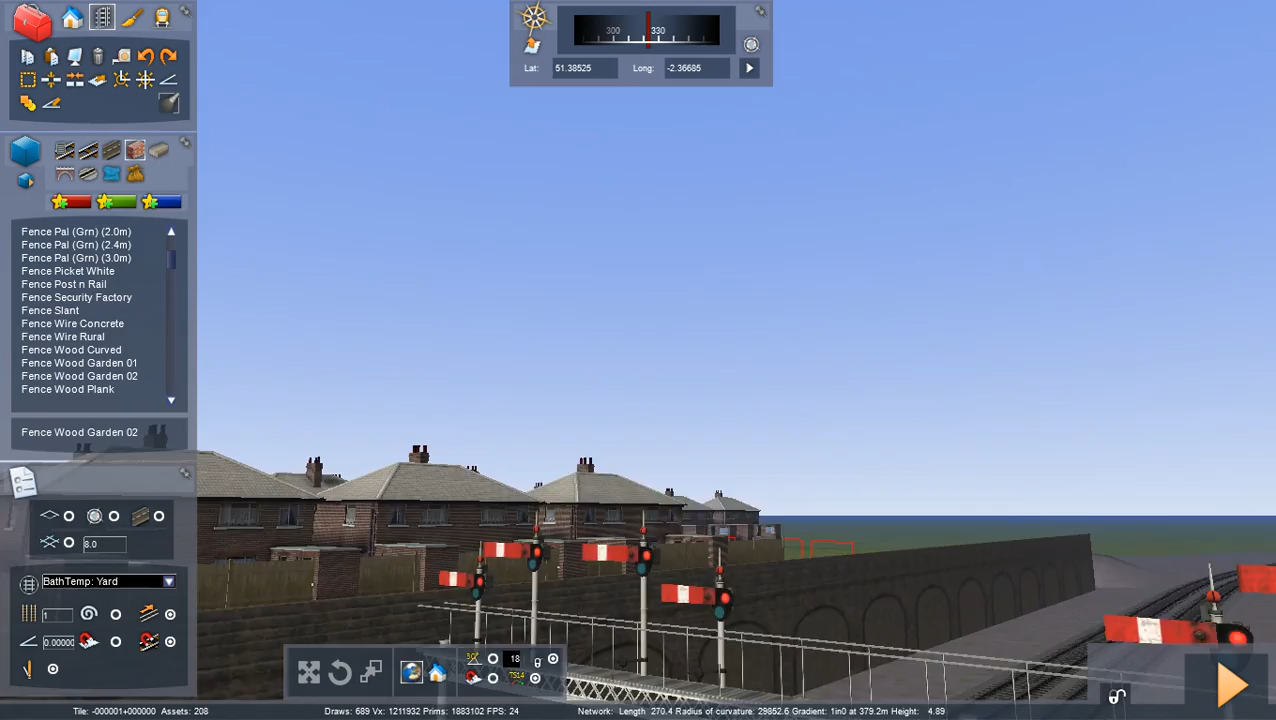 300 330
Lat: 51.38525 Long: -2.36685
Fence Pal (Grn) (2.0m)
Fence Pal (Grn) (2.4m)
Fence Pal (Grn) (3.0m)
Fence Picket White
Fence Post n Rail
Fence Security Factory
Fence Slant
Fence Wire Concrete
Fence Wire Rural
Fence Wood Curved
Fence Wood Garden 01
Fence Wood Garden 02
Fence Wood Plank
Fence Wood Garden 02
8.0
BathTemp: Yard
1
0.00000
30° 18
TS14
Tile: -000001+000000 Assets: 208
Draws: 689 Vx: 1211932 Prims: 1883102 FPS: 24
Network: Length 270.4 Radius of curvature: 29852.6 Gradient: 1in0 at 379.2m Height: 4.89